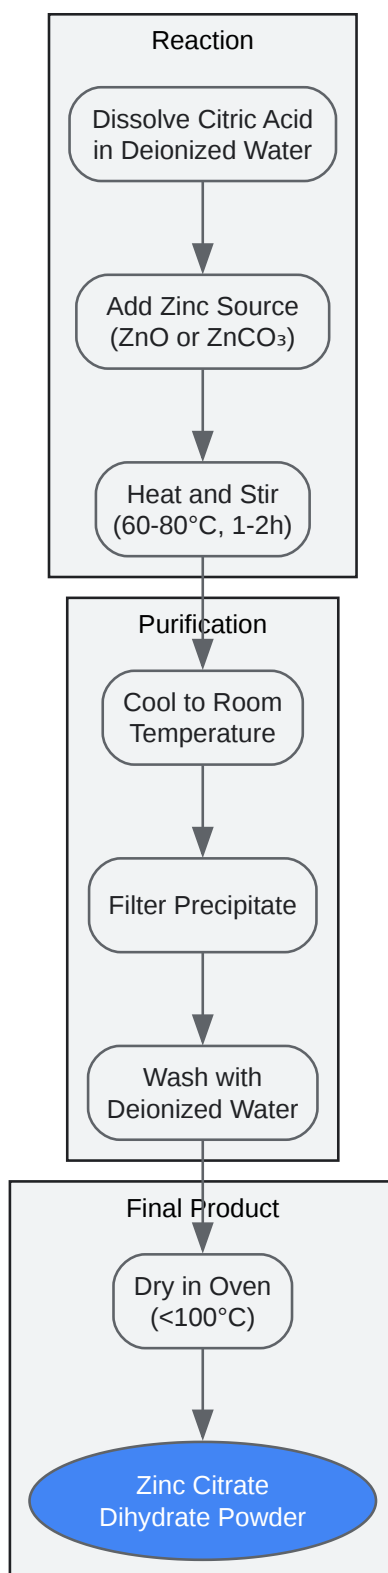 Reaction
Dissolve Citric Acid
in Deionized Water
Add Zinc Source
(ZnO or ZnCO₃)
Heat and Stir
(60-80°C, 1-2h)
Purification
Cool to Room
Temperature
Filter Precipitate
Wash with
Deionized Water
Final Product
Dry in Oven
(<100°C)
Zinc Citrate
Dihydrate Powder